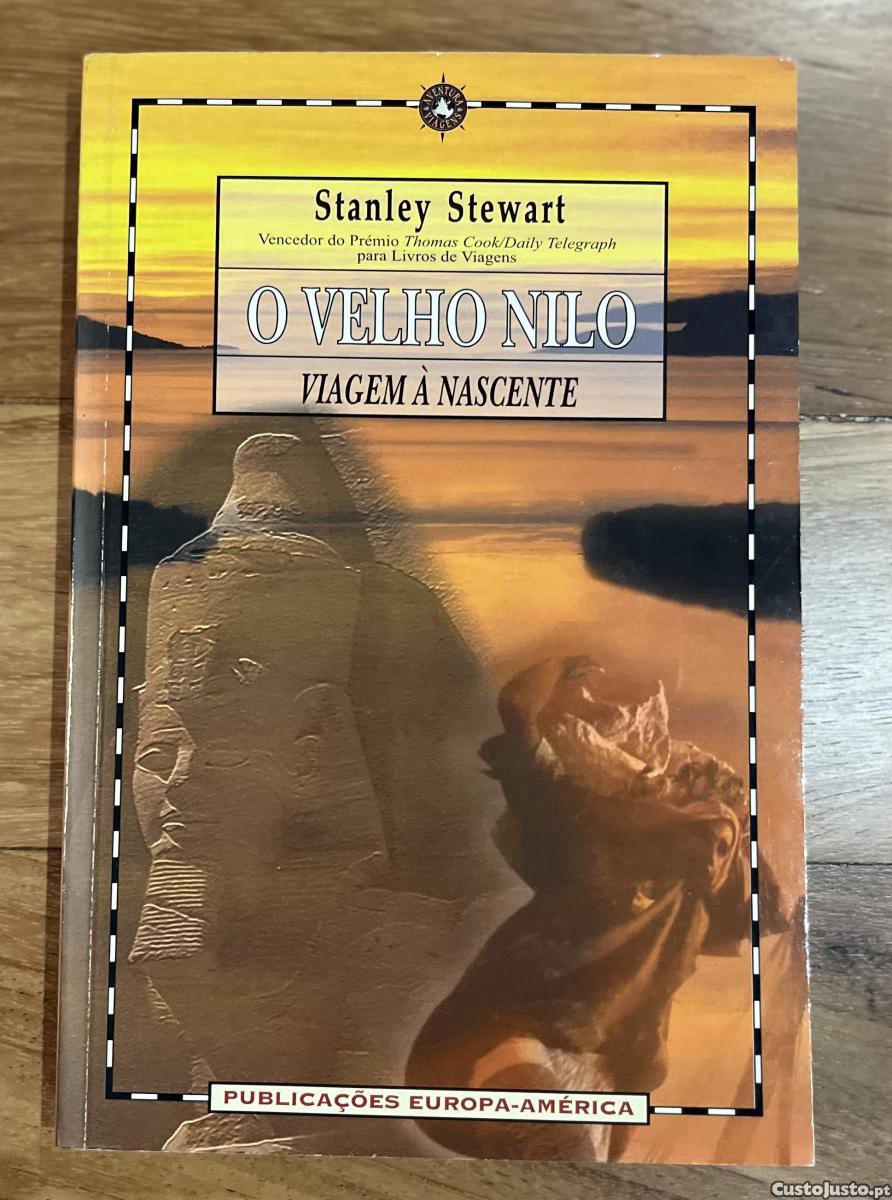 AVENTURA
VIAGENS
Stanley Stewart
Vencedor do Prémio Thomas Cook/Daily Telegraph
para Livros de Viagens
O VELHO NILO
VIAGEM À NASCENTE
PUBLICAÇÕES EUROPA-AMÉRICA
CustoJusto.pt